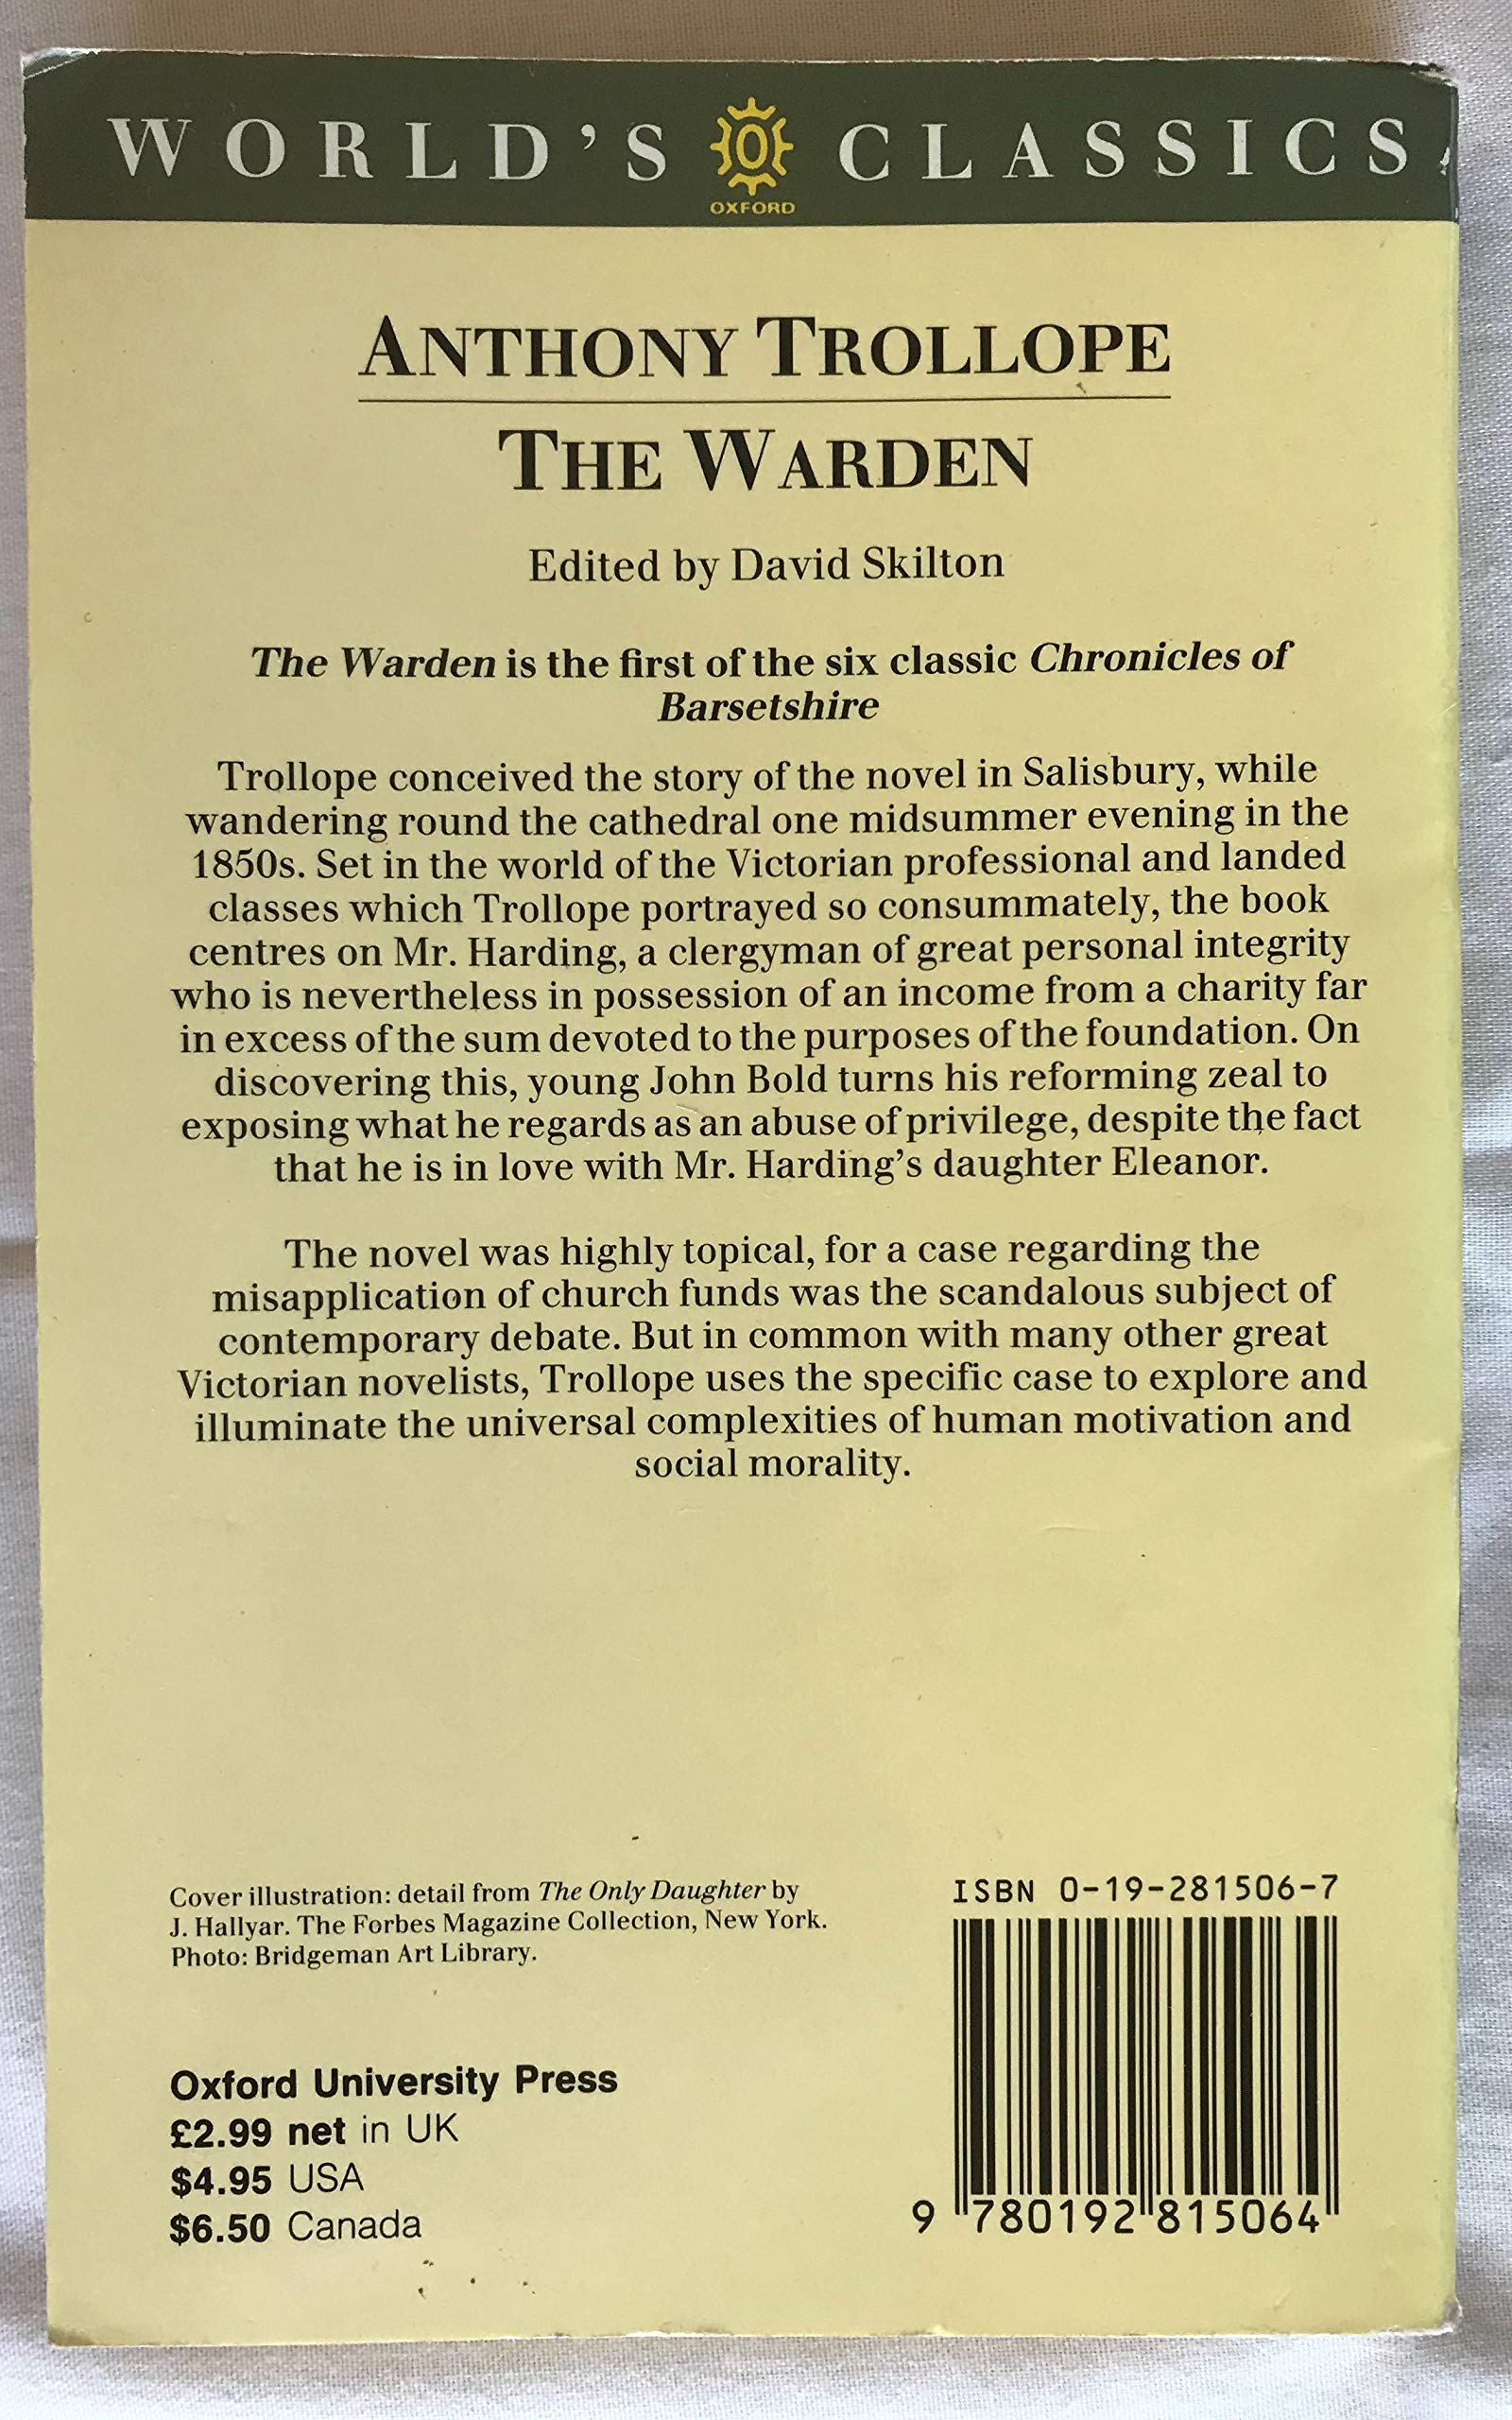 WORLD'S CLASSICS
OXFORD
ANTHONY TROLLOPE
THE WARDEN
Edited by David Skilton
The Warden is the first of the six classic Chronicles of
Barsetshire
Trollope conceived the story of the novel in Salisbury, while
wandering round the cathedral one midsummer evening in the
1850s. Set in the world of the Victorian professional and landed
classes which Trollope portrayed so consummately, the book
centres on Mr. Harding, a clergyman of great personal integrity
who is nevertheless in possession of an income from a charity far
in excess of the sum devoted to the purposes of the foundation. On
discovering this, young John Bold turns his reforming zeal to
exposing what he regards as an abuse of privilege, despite the fact
that he is in love with Mr. Harding's daughter Eleanor.
The novel was highly topical, for a case regarding the
misapplication of church funds was the scandalous subject of
contemporary debate. But in common with many other great
Victorian novelists, Trollope uses the specific case to explore and
illuminate the universal complexities of human motivation and
social morality.
Cover illustration: detail from The Only Daughter by
J. Hallyar. The Forbes Magazine Collection, New York.
Photo: Bridgeman Art Library.
Oxford University Press
£2.99 net in UK
$4.95 USA
$6.50 Canada
ISBN 0-19-281506-7
9 780192 815064